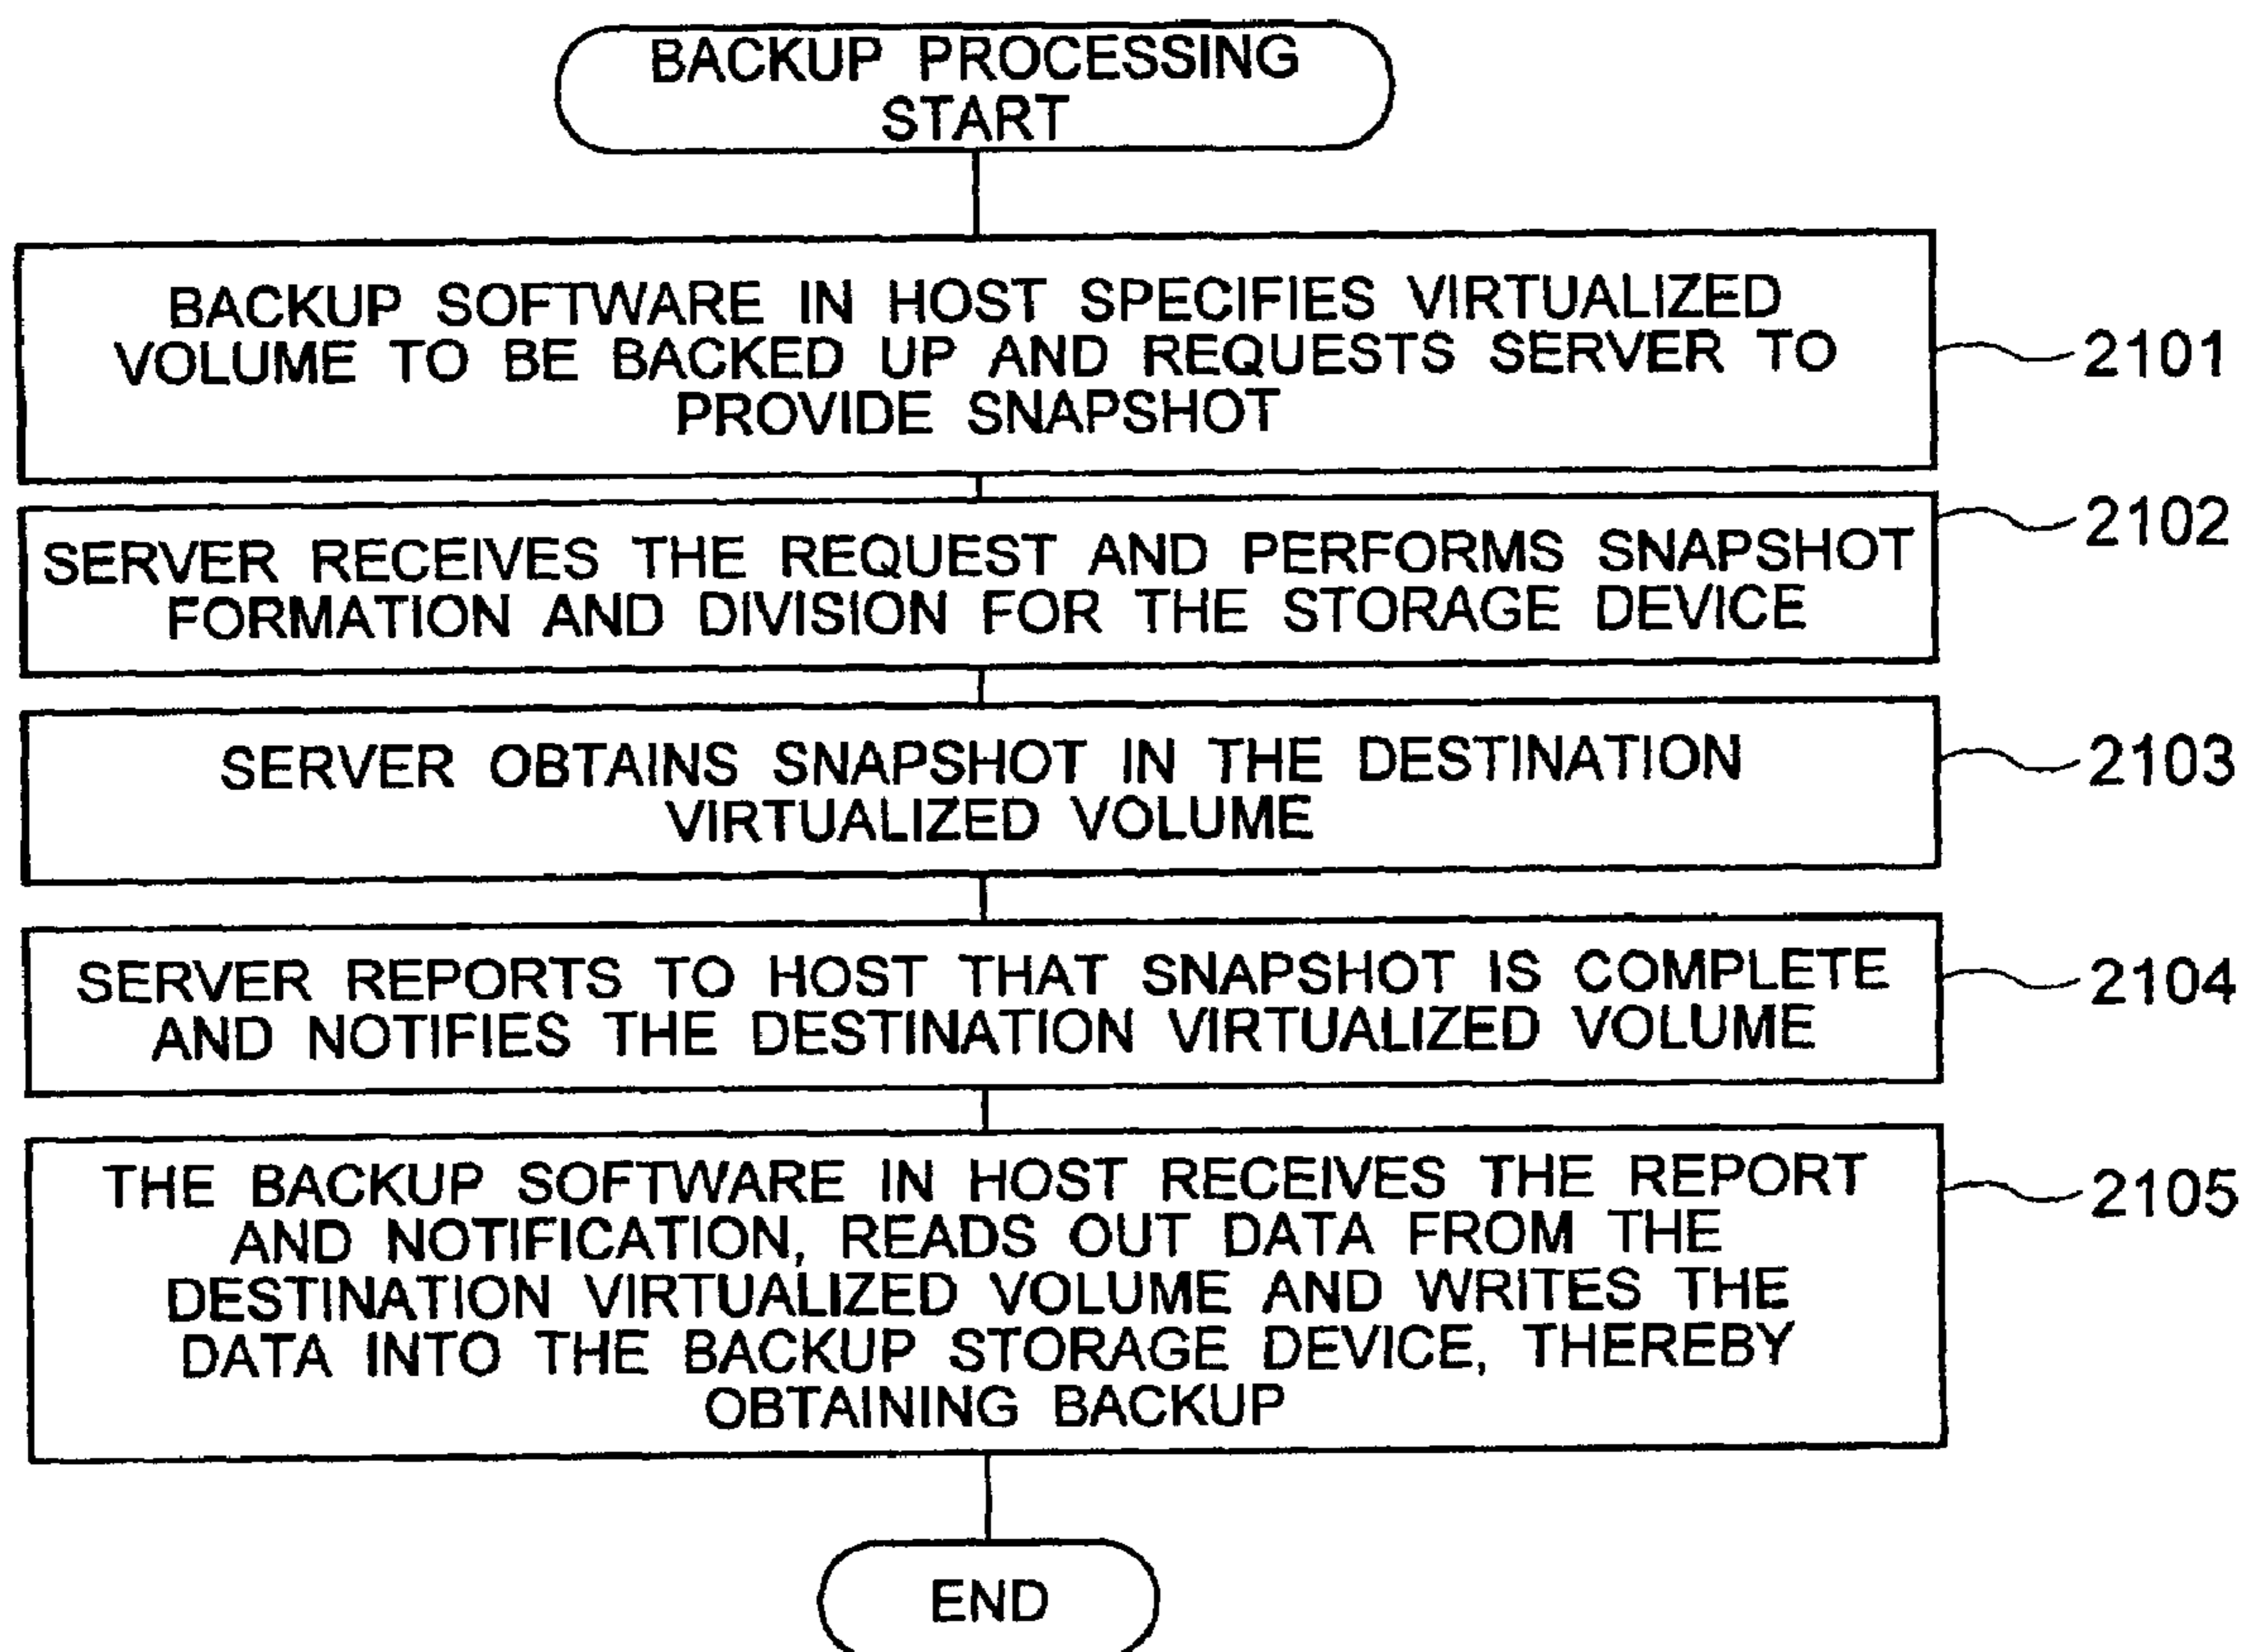 BACKUP PROCESSING
START
BACKUP SOFTWARE IN HOST SPECIFIES VIRTUALIZED
VOLUME TO BE BACKED UP AND REQUESTS SERVER TO
PROVIDE SNAPSHOT
2101
SERVER RECEIVES THE REQUEST AND PERFORMS SNAPSHOT
FORMATION AND DIVISION FOR THE STORAGE DEVICE
2102
SERVER OBTAINS SNAPSHOT IN THE DESTINATION
VIRTUALIZED VOLUME
2103
SERVER REPORTS TO HOST THAT SNAPSHOT IS COMPLETE
AND NOTIFIES THE DESTINATION VIRTUALIZED VOLUME
2104
THE BACKUP SOFTWARE IN HOST RECEIVES THE REPORT
AND NOTIFICATION, READS OUT DATA FROM THE
DESTINATION VIRTUALIZED VOLUME AND WRITES THE
DATA INTO THE BACKUP STORAGE DEVICE, THEREBY
OBTAINING BACKUP
2105
END